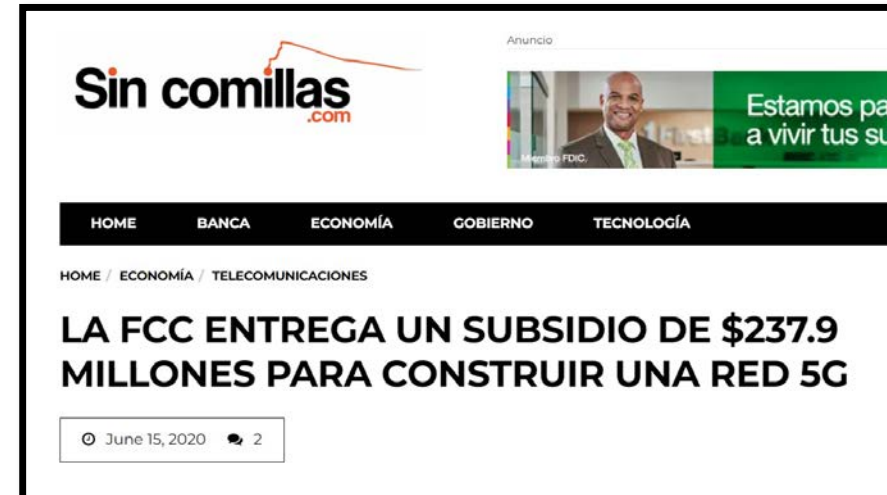 Anuncio
Sin comillas
.com
Estamos pa
a vivir tus su
Miembro FDIC.
HOME BANCA ECONOMÍA GOBIERNO TECNOLOGÍA
HOME / ECONOMÍA / TELECOMUNICACIONES
LA FCC ENTREGA UN SUBSIDIO DE $237.9
MILLONES PARA CONSTRUIR UNA RED 5G
June 15, 2020 2